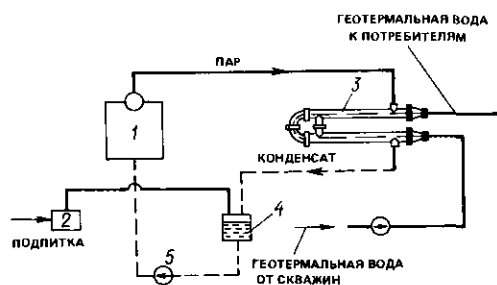 ГЕОТЕРМАЛЬНАЯ ВОДА
К ПОТРЕБИТЕЛЯМ
ПАР
3
1
КОНДЕНСАТ
2
4
ПОДПИТКА
5
ГЕОТЕРМАЛЬНАЯ ВОДА
ОТ СКВАЖИН